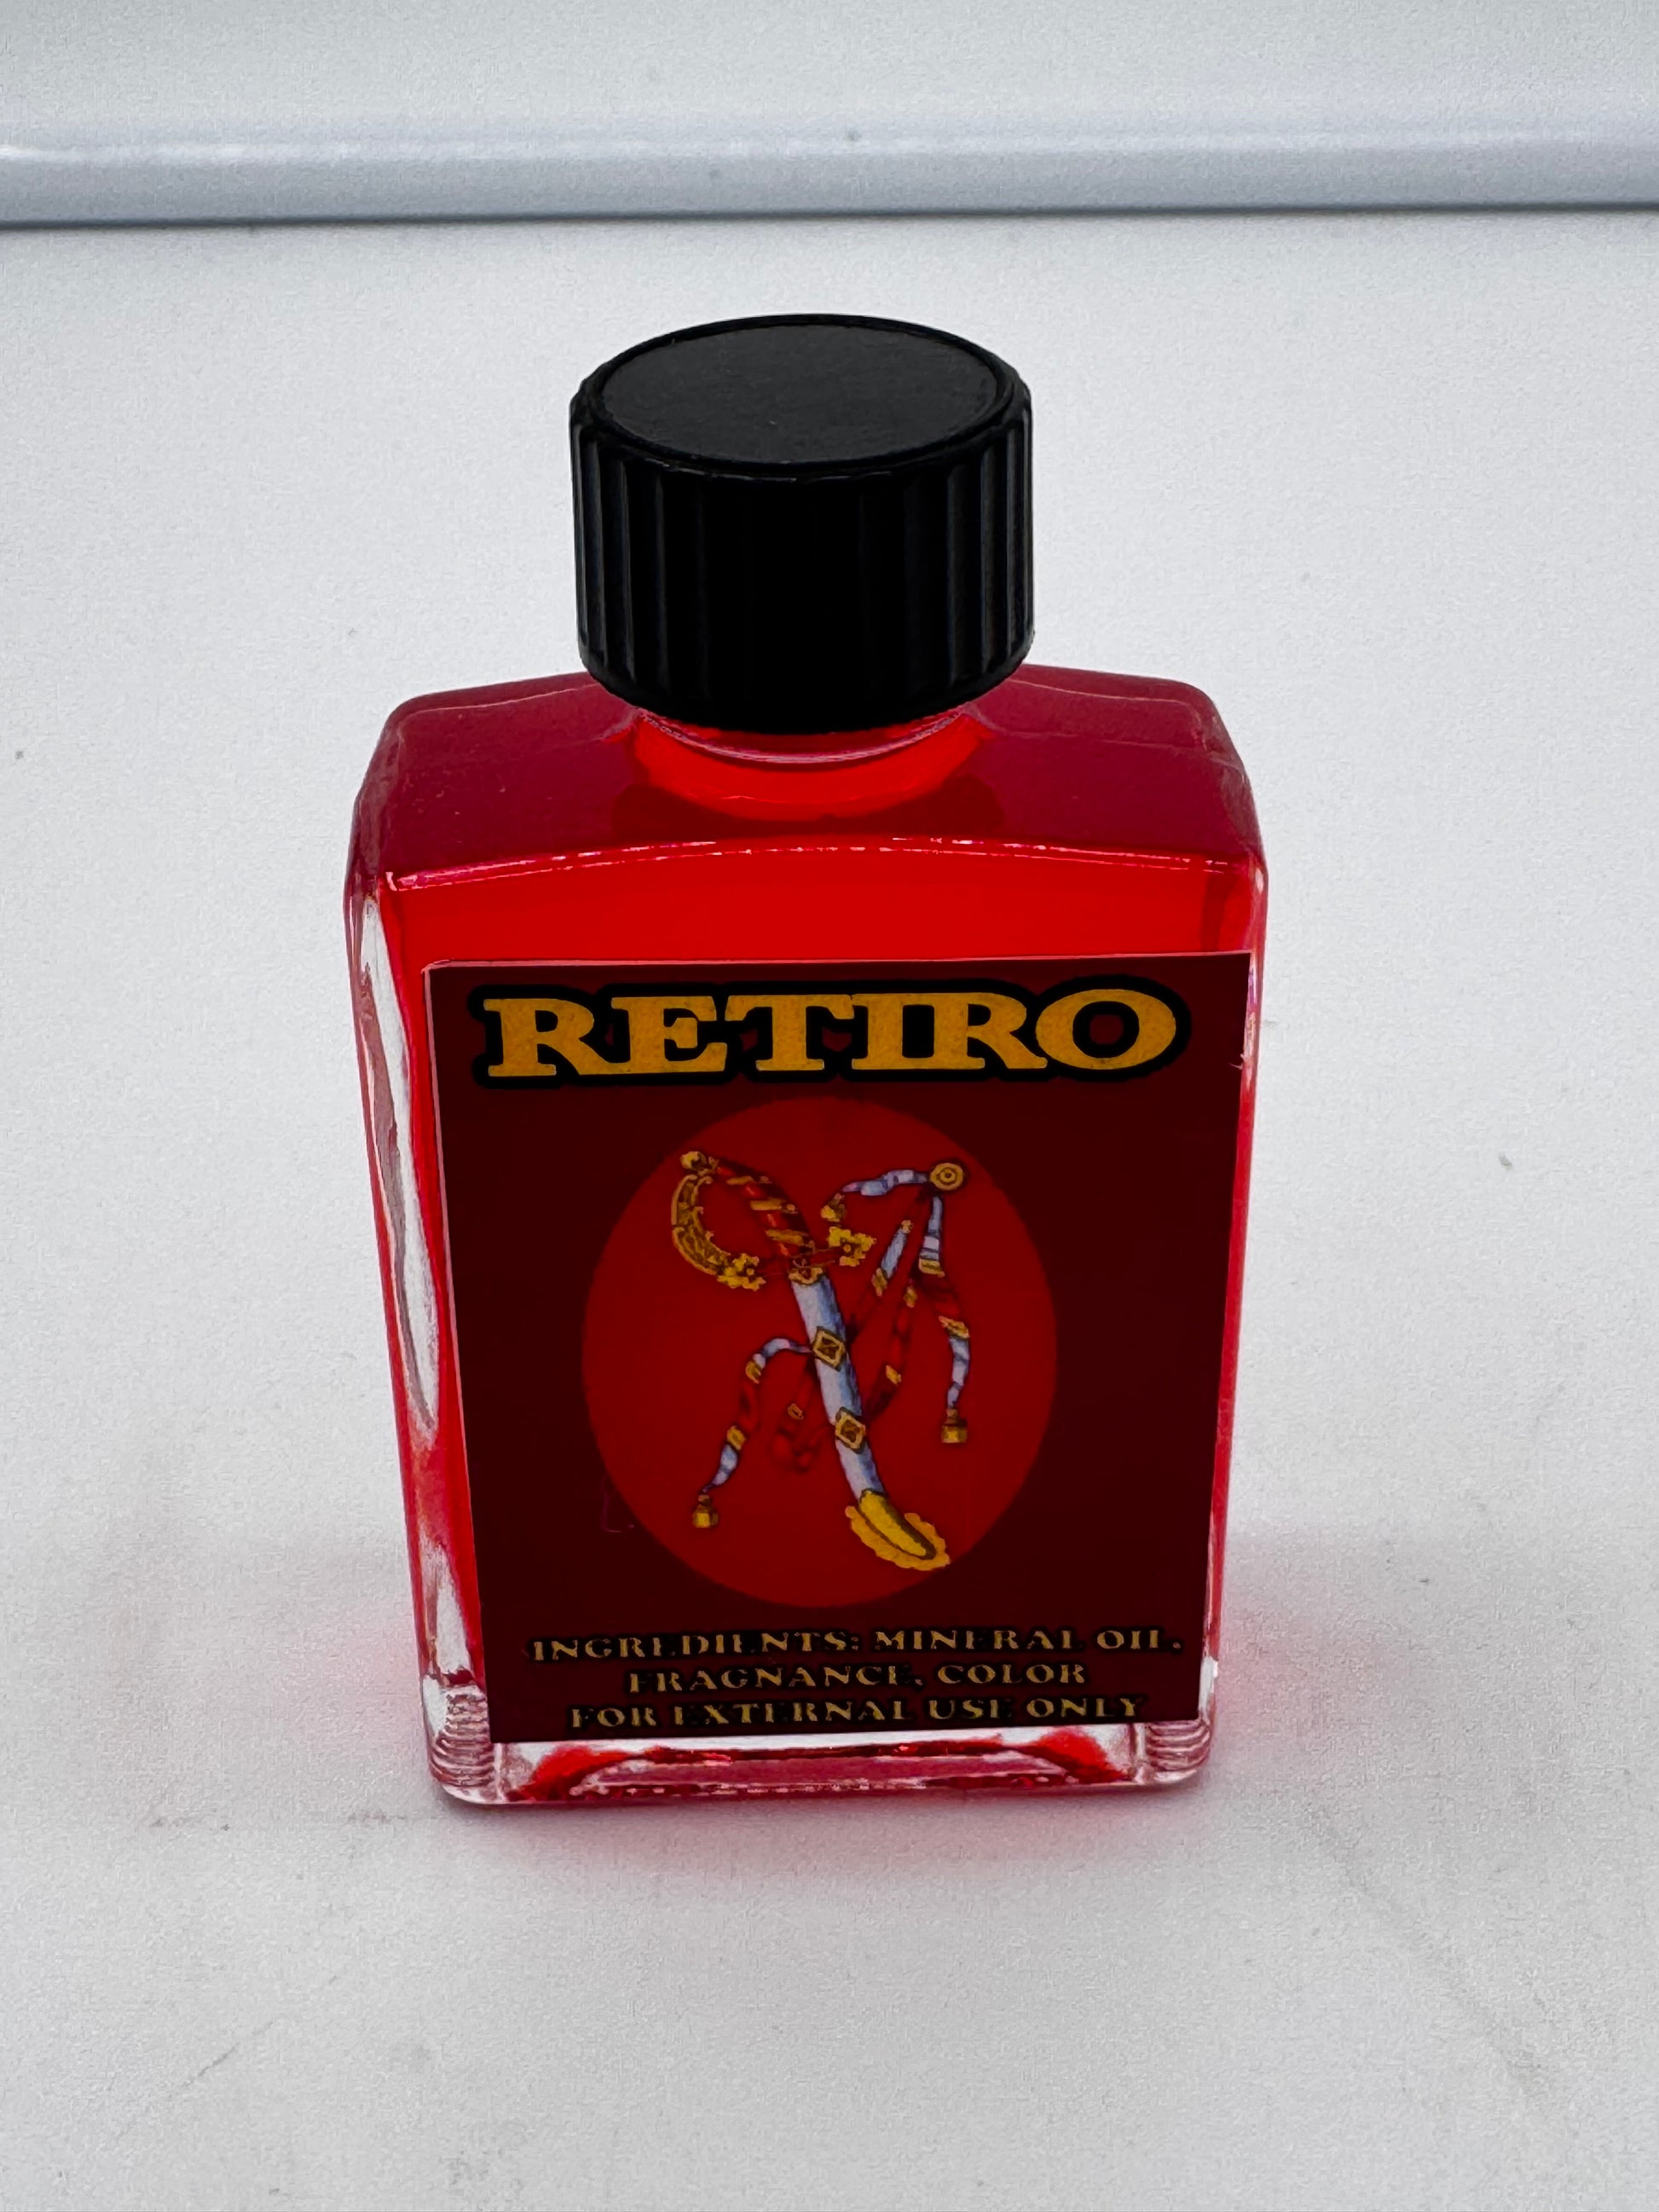 RETIRO
INGREDIENTS: MINERAL OIL,
FRAGNANCE, COLOR
FOR EXTERNAL USE ONLY